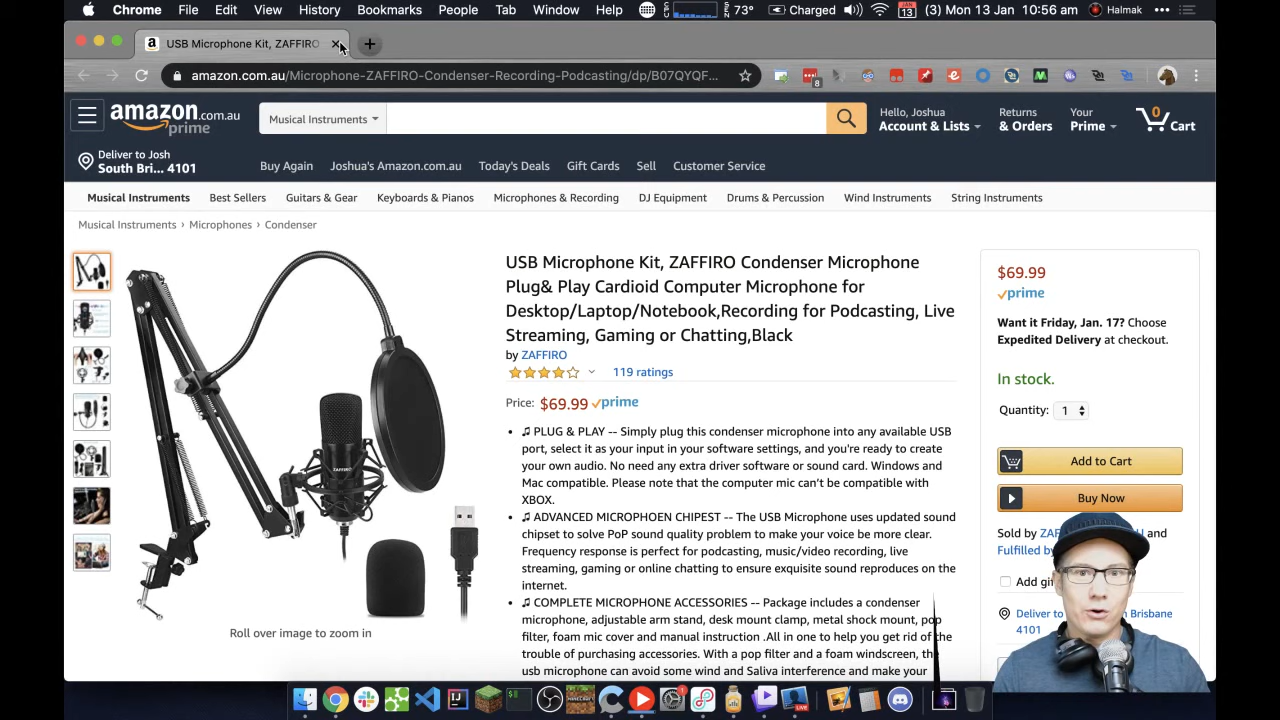 Chrome File Edit View History Bookmarks People Tab Window Help 73° Charged JAN 13 (3) Mon 13 Jan 10:56 am Halmak
a USB Microphone Kit, ZAFFIRO
amazon.com.au/Microphone-ZAFFIRO-Condenser-Recording-Podcasting/dp/B07QYQF... 8
amazon.com.au
prime
Musical Instruments
Hello, Joshua
Account & Lists
Returns
& Orders
Your
Prime
0
Cart
Deliver to Josh
South Bri... 4101
Buy Again Joshua's Amazon.com.au Today's Deals Gift Cards Sell Customer Service
Musical Instruments Best Sellers Guitars & Gear Keyboards & Pianos Microphones & Recording DJ Equipment Drums & Percussion Wind Instruments String Instruments
Musical Instruments › Microphones › Condenser
ZAFFIRO
Roll over image to zoom in
USB Microphone Kit, ZAFFIRO Condenser Microphone
Plug& Play Cardioid Computer Microphone for
Desktop/Laptop/Notebook,Recording for Podcasting, Live
Streaming, Gaming or Chatting,Black
by ZAFFIRO
119 ratings
Price: $69.99 prime
• ♫ PLUG & PLAY -- Simply plug this condenser microphone into any available USB
port, select it as your input in your software settings, and you're ready to create
your own audio. No need any extra driver software or sound card. Windows and
Mac compatible. Please note that the computer mic can't be compatible with
XBOX.
• ♫ ADVANCED MICROPHOEN CHIPEST -- The USB Microphone uses updated sound
chipset to solve PoP sound quality problem to make your voice be more clear.
Frequency response is perfect for podcasting, music/video recording, live
streaming, gaming or online chatting to ensure exquisite sound reproduces on the
internet.
• ♫ COMPLETE MICROPHONE ACCESSORIES -- Package includes a condenser
microphone, adjustable arm stand, desk mount clamp, metal shock mount, pop
filter, foam mic cover and manual instruction .All in one to help you get rid of the
trouble of purchasing accessories. With a pop filter and a foam windscreen, the
usb microphone can avoid some wind and Saliva interference and make your
$69.99
prime
Want it Friday, Jan. 17? Choose
Expedited Delivery at checkout.
In stock.
Quantity: 1
Add to Cart
Buy Now
Sold by and
Fulfilled by
Add
Deliver to Brisbane
4101